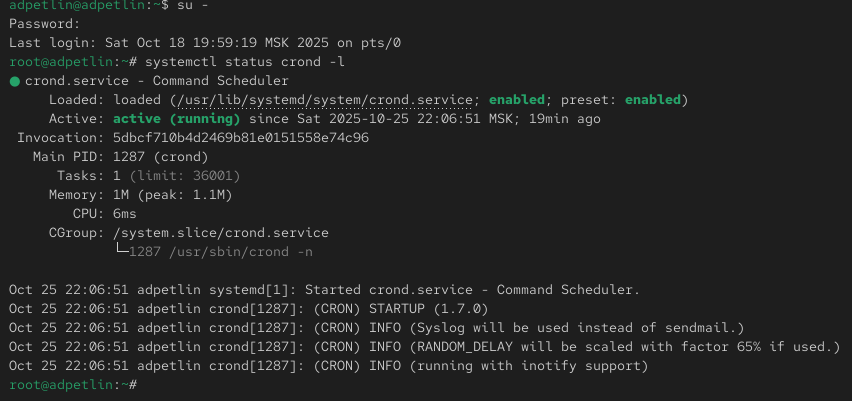 adpetlin@adpetlin:~$ su -
Password:
Last login: Sat Oct 18 19:59:19 MSK 2025 on pts/0
root@adpetlin:~# systemctl status crond -l
● crond.service - Command Scheduler
     Loaded: loaded (/usr/lib/systemd/system/crond.service; enabled; preset: enabled)
     Active: active (running) since Sat 2025-10-25 22:06:51 MSK; 19min ago
 Invocation: 5dbcf710b4d2469b81e0151558e74c96
   Main PID: 1287 (crond)
      Tasks: 1 (limit: 36001)
     Memory: 1M (peak: 1.1M)
        CPU: 6ms
     CGroup: /system.slice/crond.service
             └─1287 /usr/sbin/crond -n
Oct 25 22:06:51 adpetlin systemd[1]: Started crond.service - Command Scheduler.
Oct 25 22:06:51 adpetlin crond[1287]: (CRON) STARTUP (1.7.0)
Oct 25 22:06:51 adpetlin crond[1287]: (CRON) INFO (Syslog will be used instead of sendmail.)
Oct 25 22:06:51 adpetlin crond[1287]: (CRON) INFO (RANDOM_DELAY will be scaled with factor 65% if used.)
Oct 25 22:06:51 adpetlin crond[1287]: (CRON) INFO (running with inotify support)
root@adpetlin:~#